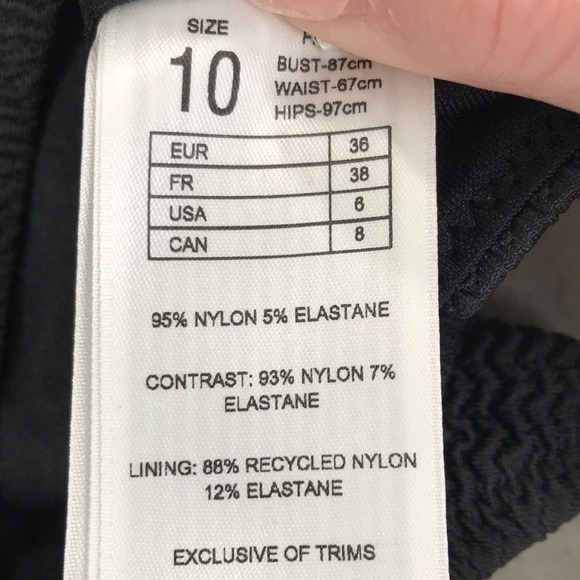 SIZE
10
BUST-87cm
WAIST-67cm
HIPS-97cm
EUR 36
FR 38
USA 6
CAN 8
95% NYLON 5% ELASTANE
CONTRAST: 93% NYLON 7%
ELASTANE
LINING: 88% RECYCLED NYLON
12% ELASTANE
EXCLUSIVE OF TRIMS